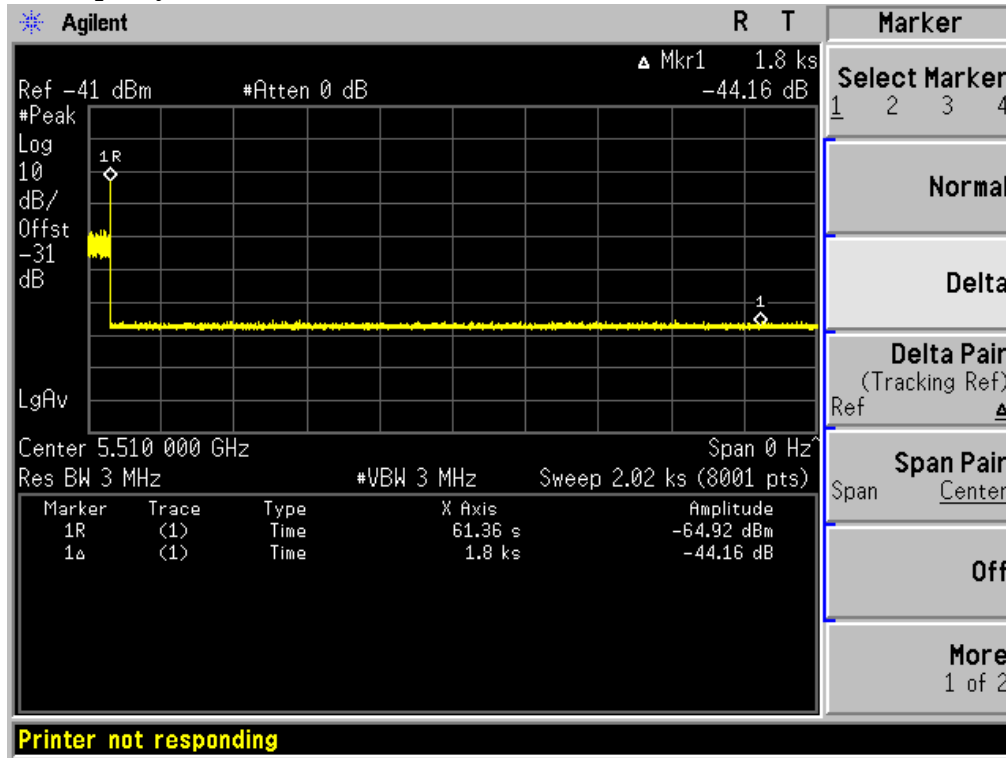 Agilent R T
Marker
▵ Mkr1 1.8 ks
Ref -41 dBm #Atten 0 dB -44.16 dB
#Peak
Log
10
dB/
Offst
-31
dB
1R
1
LgAv
Center 5.510 000 GHz Span 0 Hz^
Res BW 3 MHz #VBW 3 MHz Sweep 2.02 ks (8001 pts)
Marker Trace Type X Axis Amplitude
1R (1) Time 61.36 s -64.92 dBm
1▵ (1) Time 1.8 ks -44.16 dB
Select Marker
1 2 3 4
Normal
Delta
Delta Pair
(Tracking Ref)
Ref ▵
Span Pair
Span Center
Off
More
1 of 2
Printer not responding